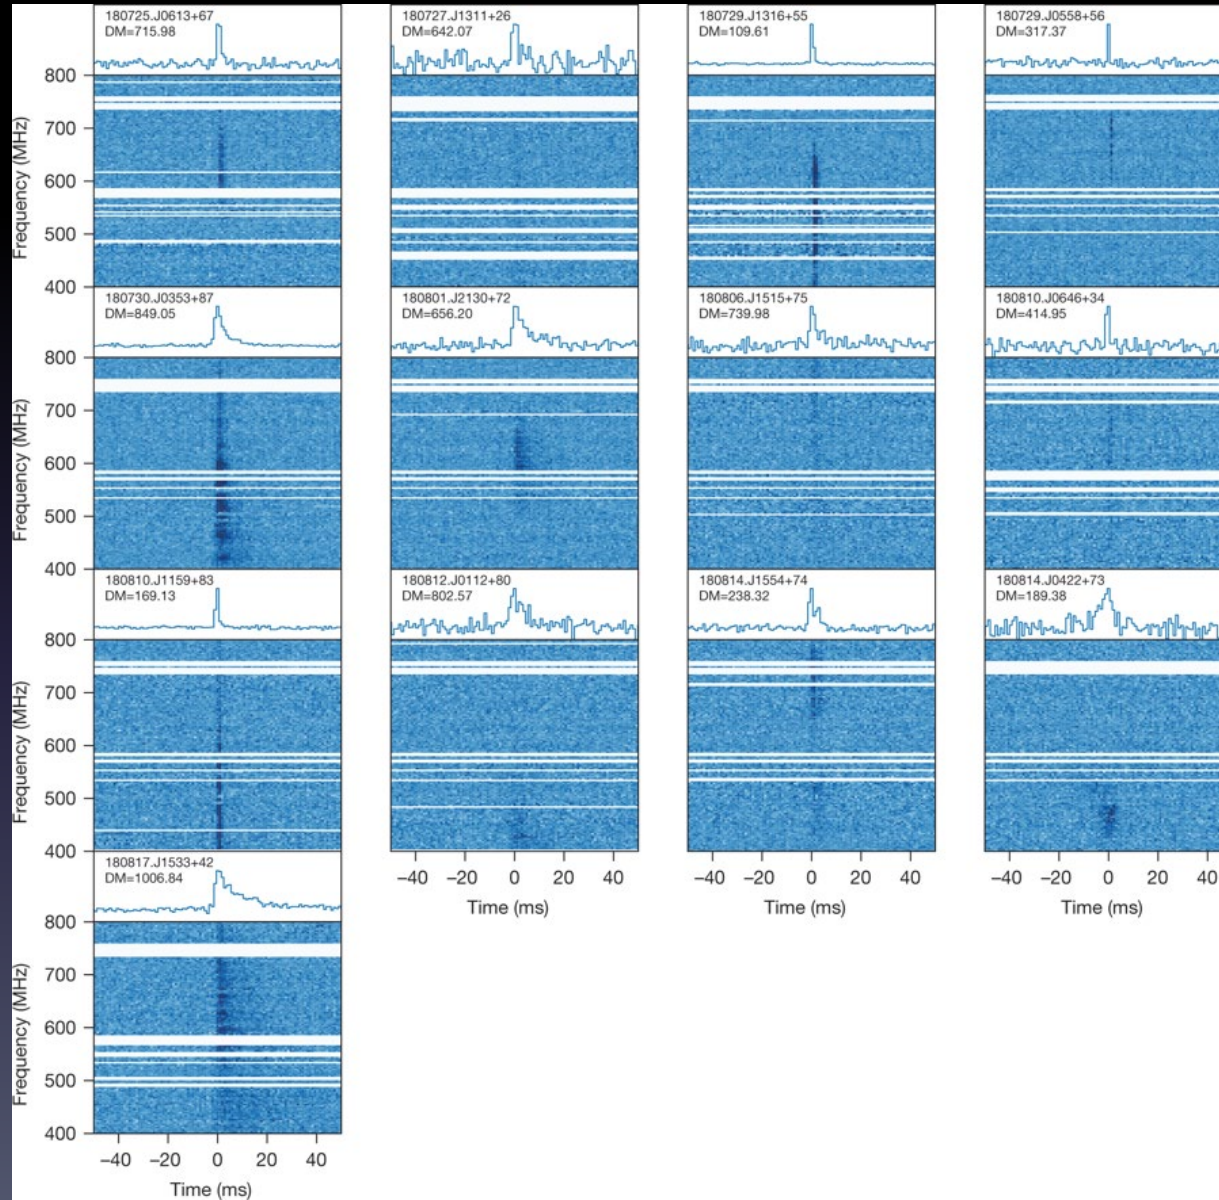 180725.J0613+67
DM=715.98
180727.J1311+26
DM=642.07
180729.J1316+55
DM=109.61
180729.J0558+56
DM=317.37
800
700
600
500
400
Frequency (MHz)
180730.J0353+87
DM=849.05
180801.J2130+72
DM=656.20
180806.J1515+75
DM=739.98
180810.J0646+34
DM=414.95
800
700
600
500
400
Frequency (MHz)
180810.J1159+83
DM=169.13
180812.J0112+80
DM=802.57
180814.J1554+74
DM=238.32
180814.J0422+73
DM=189.38
800
700
600
500
400
Frequency (MHz)
−40 −20 0 20 40
Time (ms)
−40 −20 0 20 40
Time (ms)
−40 −20 0 20 40
Time (ms)
180817.J1533+42
DM=1006.84
800
700
600
500
400
Frequency (MHz)
−40 −20 0 20 40
Time (ms)